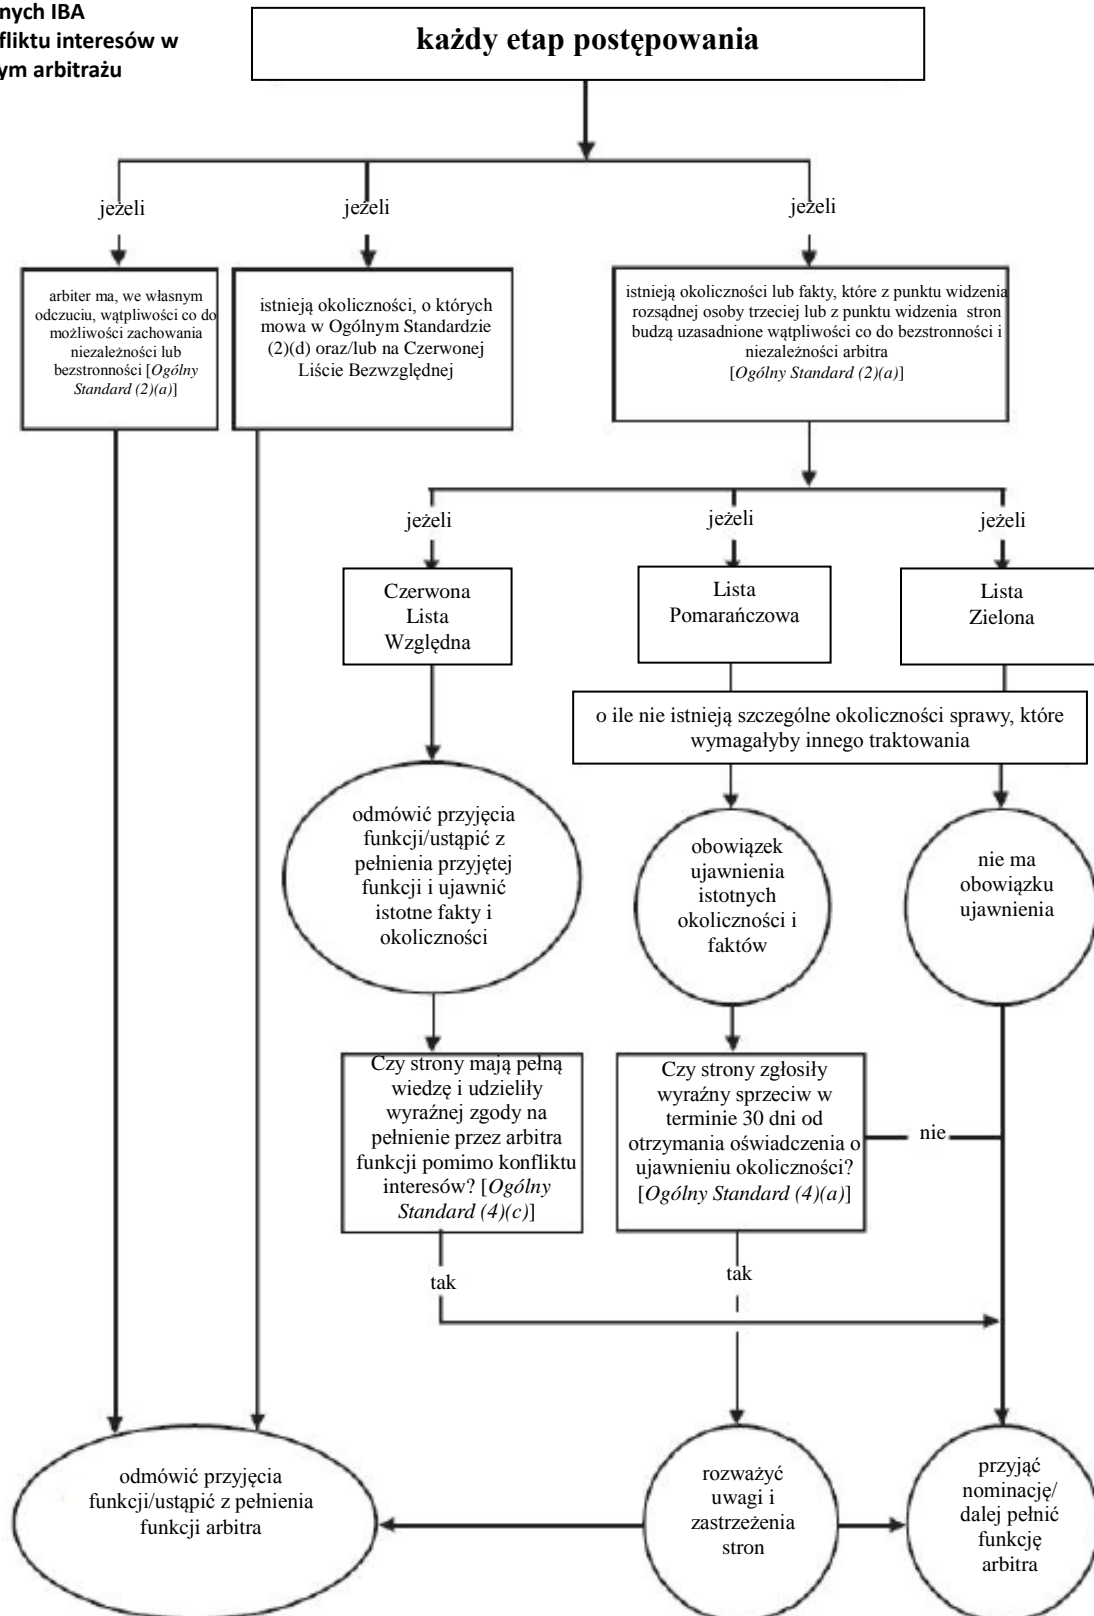 nych IBA
fliktu interesów w
ym arbitrażu
każdy etap postępowania
jeżeli
jeżeli
jeżeli
arbiter ma, we własnym
odczuciu, wątpliwości co do
możliwości zachowania
niezależności lub
bezstronności [Ogólny
Standard (2)(a)]
istnieją okoliczności, o których
mowa w Ogólnym Standardzie
(2)(d) oraz/lub na Czerwonej
Liście Bezwzględnej
istnieją okoliczności lub fakty, które z punktu widzenia
rozsądnej osoby trzeciej lub z punktu widzenia stron
budzą uzasadnione wątpliwości co do bezstronności i
niezależności arbitra
[Ogólny Standard (2)(a)]
jeżeli
jeżeli
jeżeli
Czerwona
Lista
Względna
Lista
Pomarańczowa
Lista
Zielona
o ile nie istnieją szczególne okoliczności sprawy, które
wymagałyby innego traktowania
odmówić przyjęcia
funkcji/ustąpić z
pełnienia przyjętej
funkcji i ujawnić
istotne fakty i
okoliczności
obowiązek
ujawnienia
istotnych
okoliczności i
faktów
nie ma
obowiązku
ujawnienia
Czy strony mają pełną
wiedzę i udzieliły
wyraźnej zgody na
pełnienie przez arbitra
funkcji pomimo konfliktu
interesów? [Ogólny
Standard (4)(c)]
Czy strony zgłosiły
wyraźny sprzeciw w
terminie 30 dni od
otrzymania oświadczenia o
ujawnieniu okoliczności?
[Ogólny Standard (4)(a)]
nie
tak
tak
odmówić przyjęcia
funkcji/ustąpić z pełnienia
funkcji arbitra
rozważyć
uwagi i
zastrzeżenia
stron
przyjąć
nominację/
dalej pełnić
funkcję
arbitra